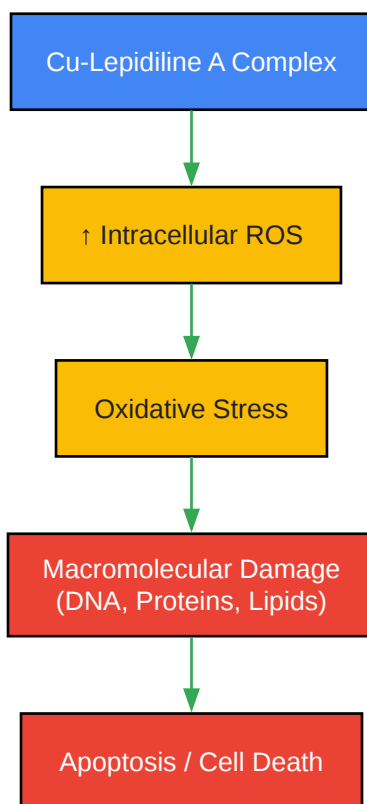 Cu-Lepidiline A Complex
↑ Intracellular ROS
Oxidative Stress
Macromolecular Damage
(DNA, Proteins, Lipids)
Apoptosis / Cell Death